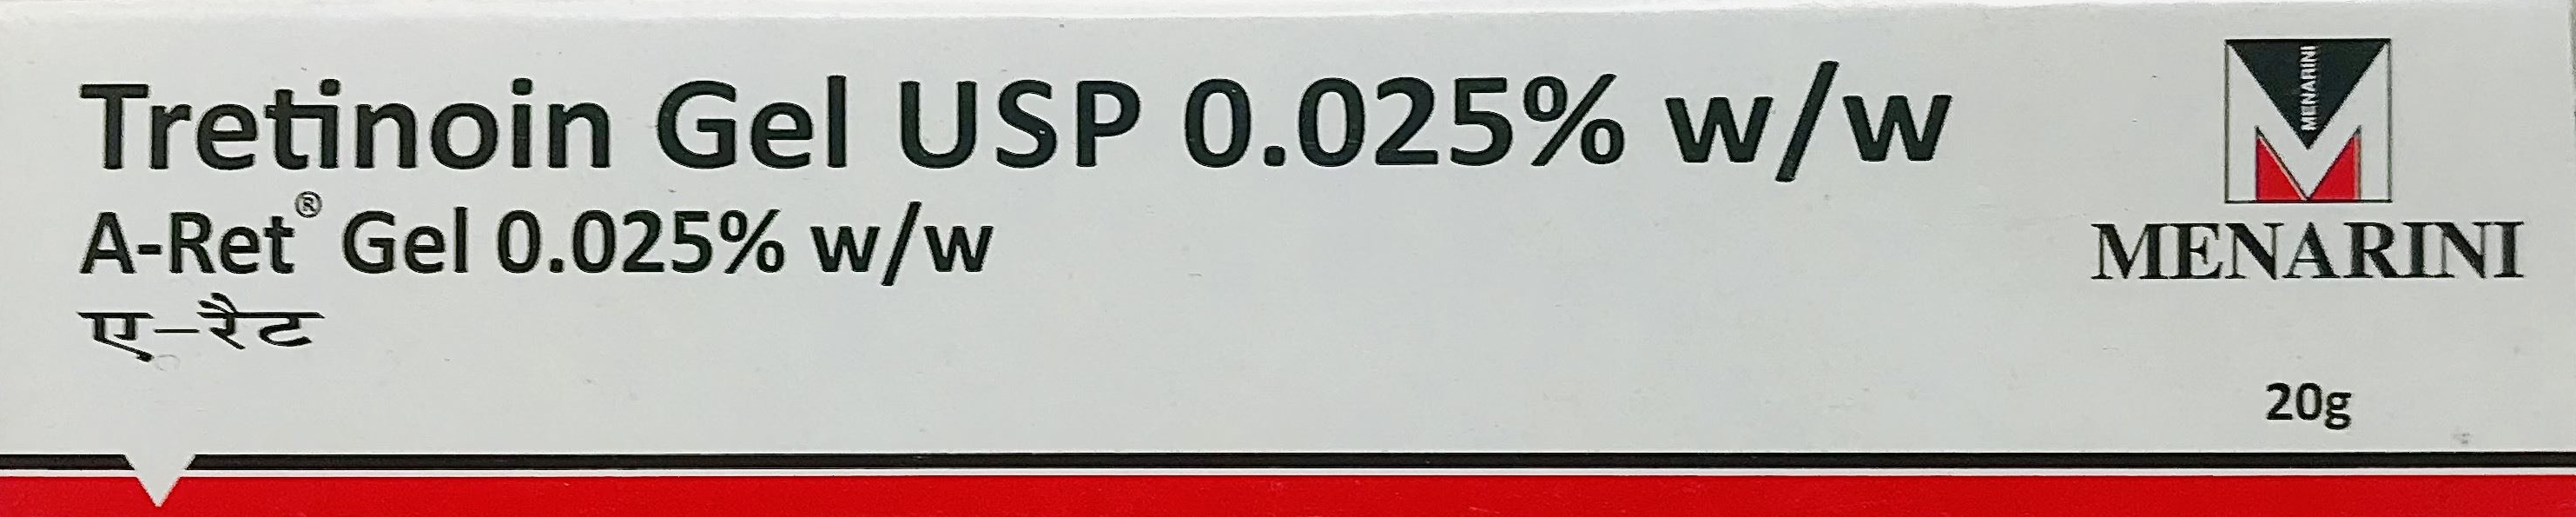 Tretinoin Gel USP 0.025% w/w
A-Ret® Gel 0.025% w/w
ए-रैट
MENARINI
MENARINI
20g